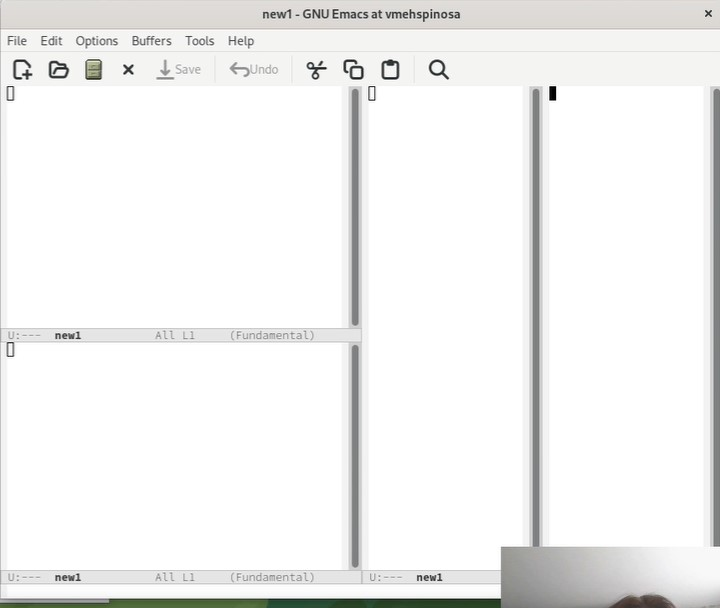 new1 - GNU Emacs at vmehspinosa ×
File Edit Options Buffers Tools Help
Save Undo
U:--- new1 All L1 (Fundamental)
U:--- new1 All L1 (Fundamental)
U:--- new1